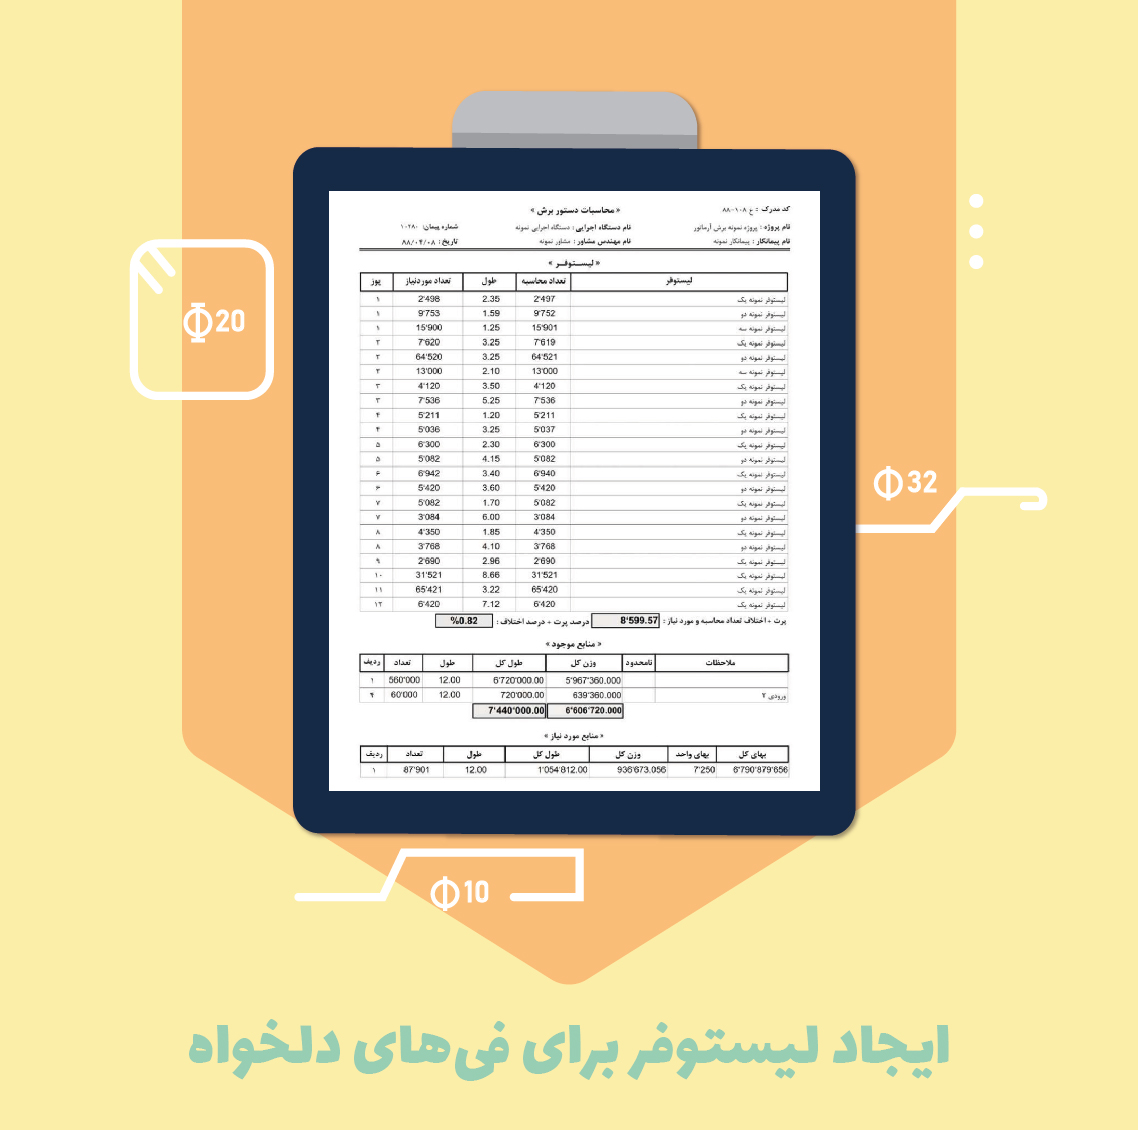 کد مدرک : خ ۱۰۸-۸۸
« محاسبات دستور برش »
نام پروژه : پروژه نمونه برش آرماتور نام دستگاه اجرایی : دستگاه اجرایی نمونه شماره پیمان: ۱۰۲۸۰
نام پیمانکار : پیمانکار نمونه نام مهندس مشاور : مشاور نمونه تاریخ : ۸۸/۰۴/۰۸
« لیستوفر »
لیستوفر تعداد محاسبه طول تعداد موردنیاز پوز
لیستوفر نمونه یک 2'497 2.35 2'498 ۱
لیستوفر نمونه دو 9'752 1.59 9'753 ۱
لیستوفر نمونه سه 15'901 1.25 15'900 ۱
لیستوفر نمونه یک 7'619 3.25 7'620 ۲
لیستوفر نمونه دو 64'521 3.25 64'520 ۲
لیستوفر نمونه سه 13'000 2.10 13'000 ۲
لیستوفر نمونه یک 4'120 3.50 4'120 ۳
لیستوفر نمونه دو 7'536 5.25 7'536 ۳
لیستوفر نمونه یک 5'211 1.20 5'211 ۴
لیستوفر نمونه دو 5'037 3.25 5'036 ۴
لیستوفر نمونه یک 6'300 2.30 6'300 ۵
لیستوفر نمونه دو 5'082 4.15 5'082 ۵
لیستوفر نمونه یک 6'940 3.40 6'942 ۶
لیستوفر نمونه دو 5'420 3.60 5'420 ۶
لیستوفر نمونه یک 5'082 1.70 5'082 ۷
لیستوفر نمونه دو 3'084 6.00 3'084 ۷
لیستوفر نمونه یک 4'350 1.85 4'350 ۸
لیستوفر نمونه دو 3'768 4.10 3'768 ۸
لیستوفر نمونه یک 2'690 2.96 2'690 ۹
لیستوفر نمونه یک 31'521 8.66 31'521 ۱۰
لیستوفر نمونه یک 65'420 3.22 65'421 ۱۱
لیستوفر نمونه یک 6'420 7.12 6'420 ۱۲
پرت + اختلاف تعداد محاسبه و مورد نیاز : 8'599.57 درصد پرت + درصد اختلاف : %0.82
« منابع موجود »
ملاحظات نامحدود وزن کل طول کل طول تعداد ردیف
5'967'360.000 6'720'000.00 12.00 560'000 ۱
ورودی ۲ 639'360.000 720'000.00 12.00 60'000 ۴
6'606'720.000 7'440'000.00
« منابع مورد نیاز »
بهای کل بهای واحد وزن کل طول کل طول تعداد ردیف
6'790'879'656 7'250 936'673.056 1'054'812.00 12.00 87'901 ۱
Φ20
Φ32
Φ10
ایجاد لیستوفر برای فی‌های دلخواه